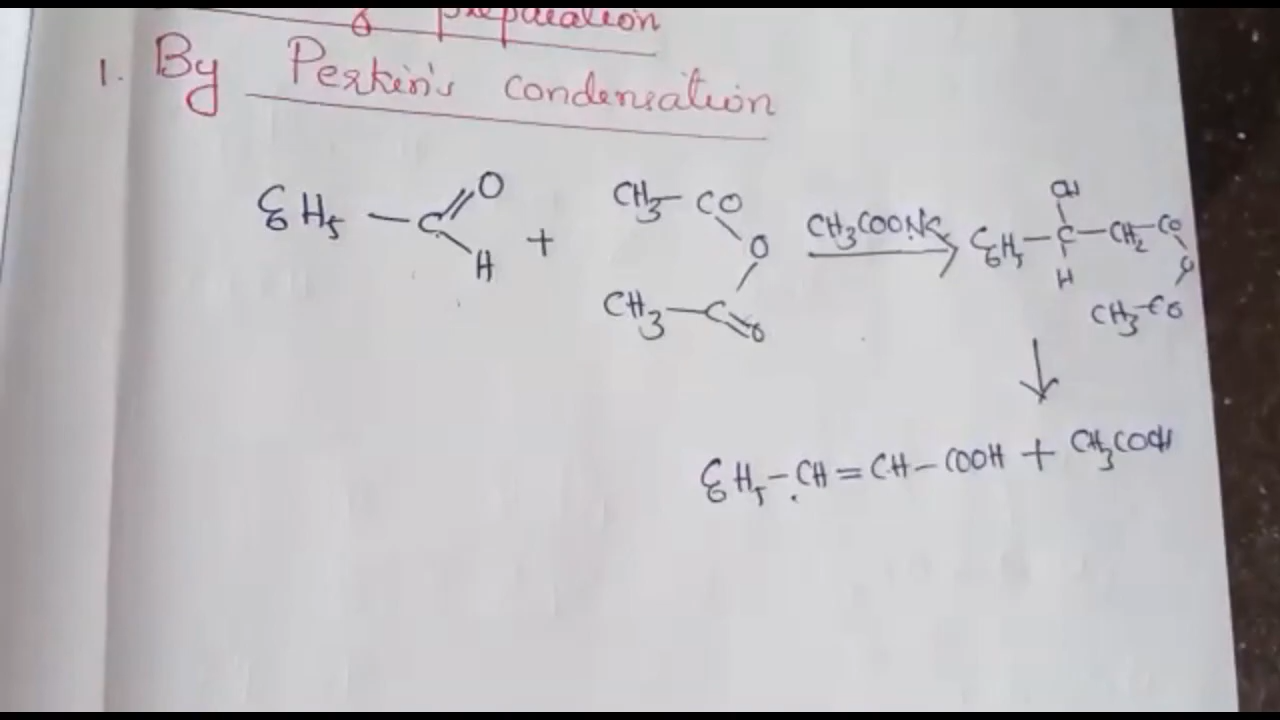 preparation
1. By Perkin's condensation
C6H5 — C O H + CH3 — CO O CH3 — C = O CH3COONa C6H5 — C — CH2 — CO
OH H O CH3 — CO
C6H5 — CH = CH — COOH + CH3COOH